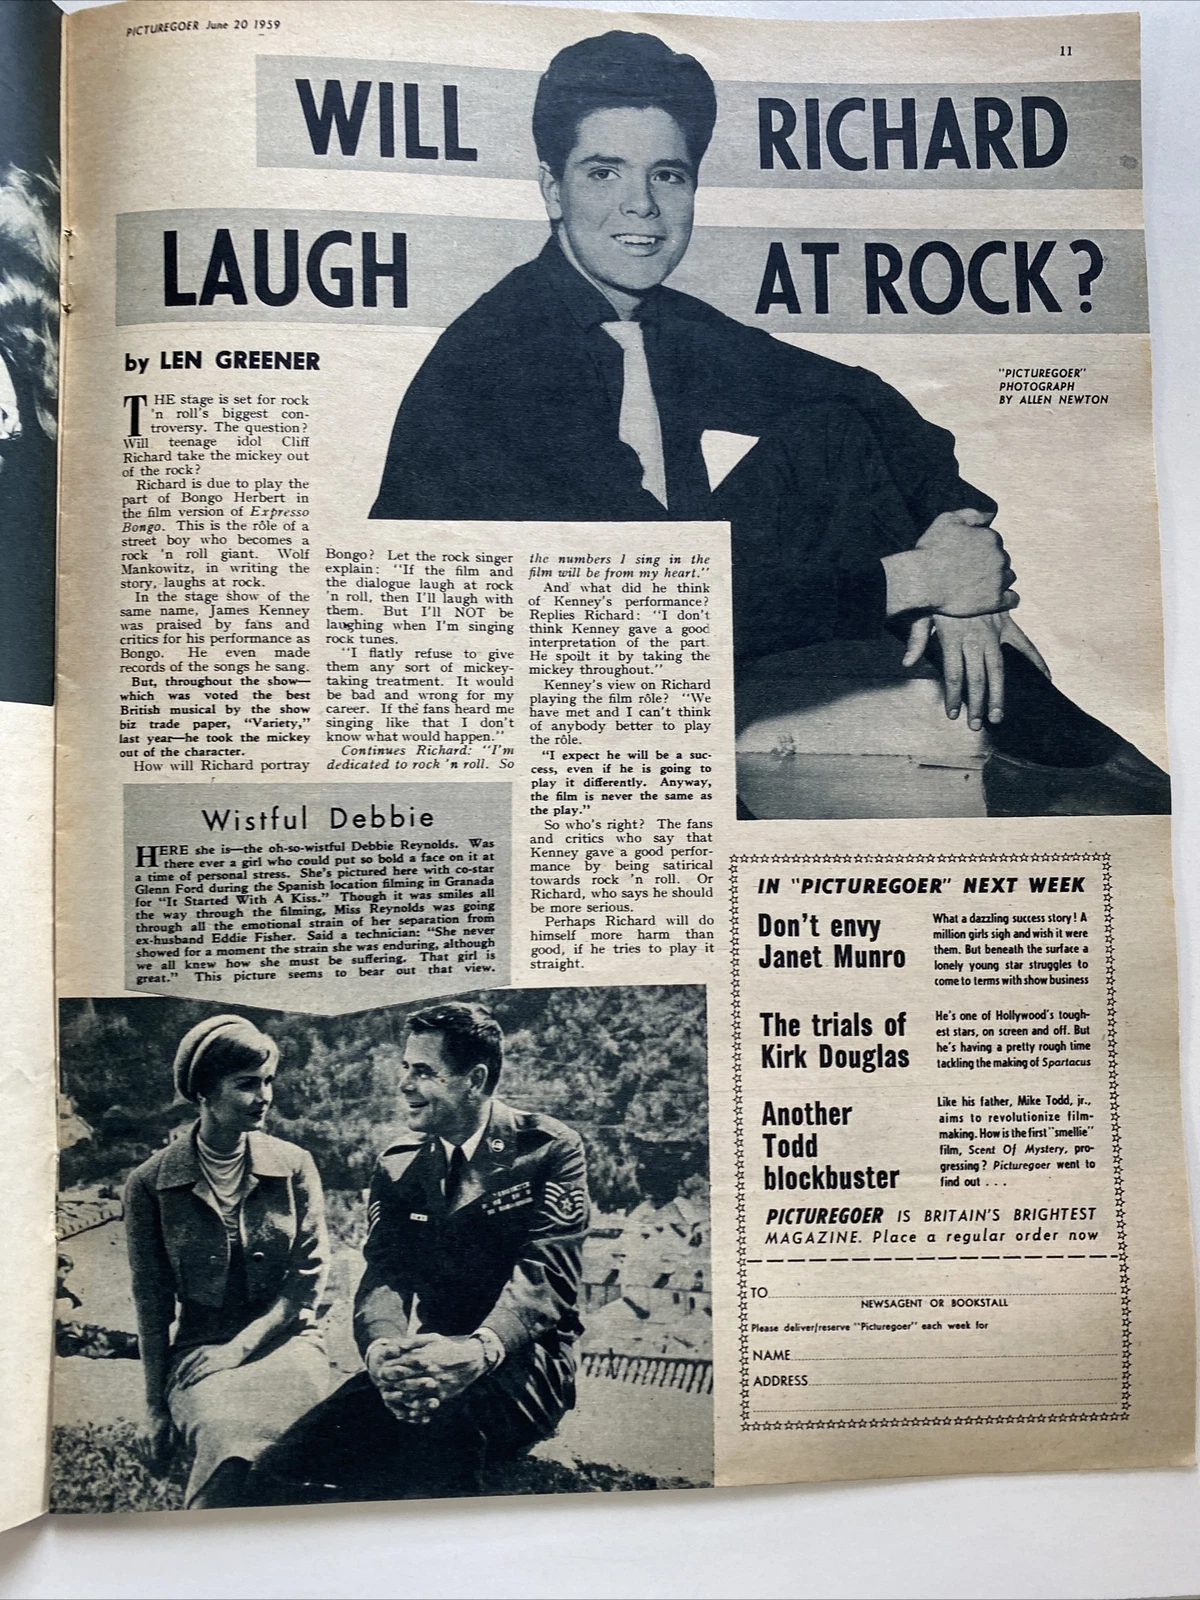 PICTUREGOER June 20 1959
11
WILL RICHARD
LAUGH AT ROCK?
by LEN GREENER
"PICTUREGOER"
PHOTOGRAPH
BY ALLEN NEWTON
THE stage is set for rock
'n roll's biggest con-
troversy. The question?
Will teenage idol Cliff
Richard take the mickey out
of the rock?
Richard is due to play the
part of Bongo Herbert in
the film version of Expresso
Bongo. This is the rôle of a
street boy who becomes a
rock 'n roll giant. Wolf
Mankowitz, in writing the
story, laughs at rock.
In the stage show of the
same name, James Kenney
was praised by fans and
critics for his performance as
Bongo. He even made
records of the songs he sang.
But, throughout the show—
which was voted the best
British musical by the show
biz trade paper, "Variety,"
last year—he took the mickey
out of the character.
How will Richard portray
Bongo? Let the rock singer
explain: "If the film and
the dialogue laugh at rock
'n roll, then I'll laugh with
them. But I'll NOT be
laughing when I'm singing
rock tunes.
"I flatly refuse to give
them any sort of mickey-
taking treatment. It would
be bad and wrong for my
career. If the fans heard me
singing like that I don't
know what would happen."
Continues Richard: "I'm
dedicated to rock 'n roll. So
the numbers I sing in the
film will be from my heart."
And what did he think
of Kenney's performance?
Replies Richard: "I don't
think Kenney gave a good
interpretation of the part.
He spoilt it by taking the
mickey throughout."
Kenney's view on Richard
playing the film rôle? "We
have met and I can't think
of anybody better to play
the rôle.
"I expect he will be a suc-
cess, even if he is going to
play it differently. Anyway,
the film is never the same as
the play."
So who's right? The fans
and critics who say that
Kenney gave a good perfor-
mance by being satirical
towards rock 'n roll. Or
Richard, who says he should
be more serious.
Perhaps Richard will do
himself more harm than
good, if he tries to play it
straight.
Wistful Debbie
HERE she is—the oh-so-wistful Debbie Reynolds. Was
there ever a girl who could put so bold a face on it at
a time of personal stress. She's pictured here with co-star
Glenn Ford during the Spanish location filming in Granada
for "It Started With A Kiss." Though it was smiles all
the way through the filming, Miss Reynolds was going
through all the emotional strain of her separation from
ex-husband Eddie Fisher. Said a technician: "She never
showed for a moment the strain she was enduring, although
we all knew how she must be suffering. That girl is
great." This picture seems to bear out that view.
IN "PICTUREGOER" NEXT WEEK
Don't envy
Janet Munro
What a dazzling success story! A
million girls sigh and wish it were
them. But beneath the surface a
lonely young star struggles to
come to terms with show business
The trials of
Kirk Douglas
He's one of Hollywood's tough-
est stars, on screen and off. But
he's having a pretty rough time
tackling the making of Spartacus
Another
Todd
blockbuster
Like his father, Mike Todd, jr.,
aims to revolutionize film-
making. How is the first "smellie"
film, Scent Of Mystery, pro-
gressing? Picturegoer went to
find out . . .
PICTUREGOER IS BRITAIN'S BRIGHTEST
MAGAZINE. Place a regular order now
TO
NEWSAGENT OR BOOKSTALL
Please deliver/reserve "Picturegoer" each week for
NAME
ADDRESS